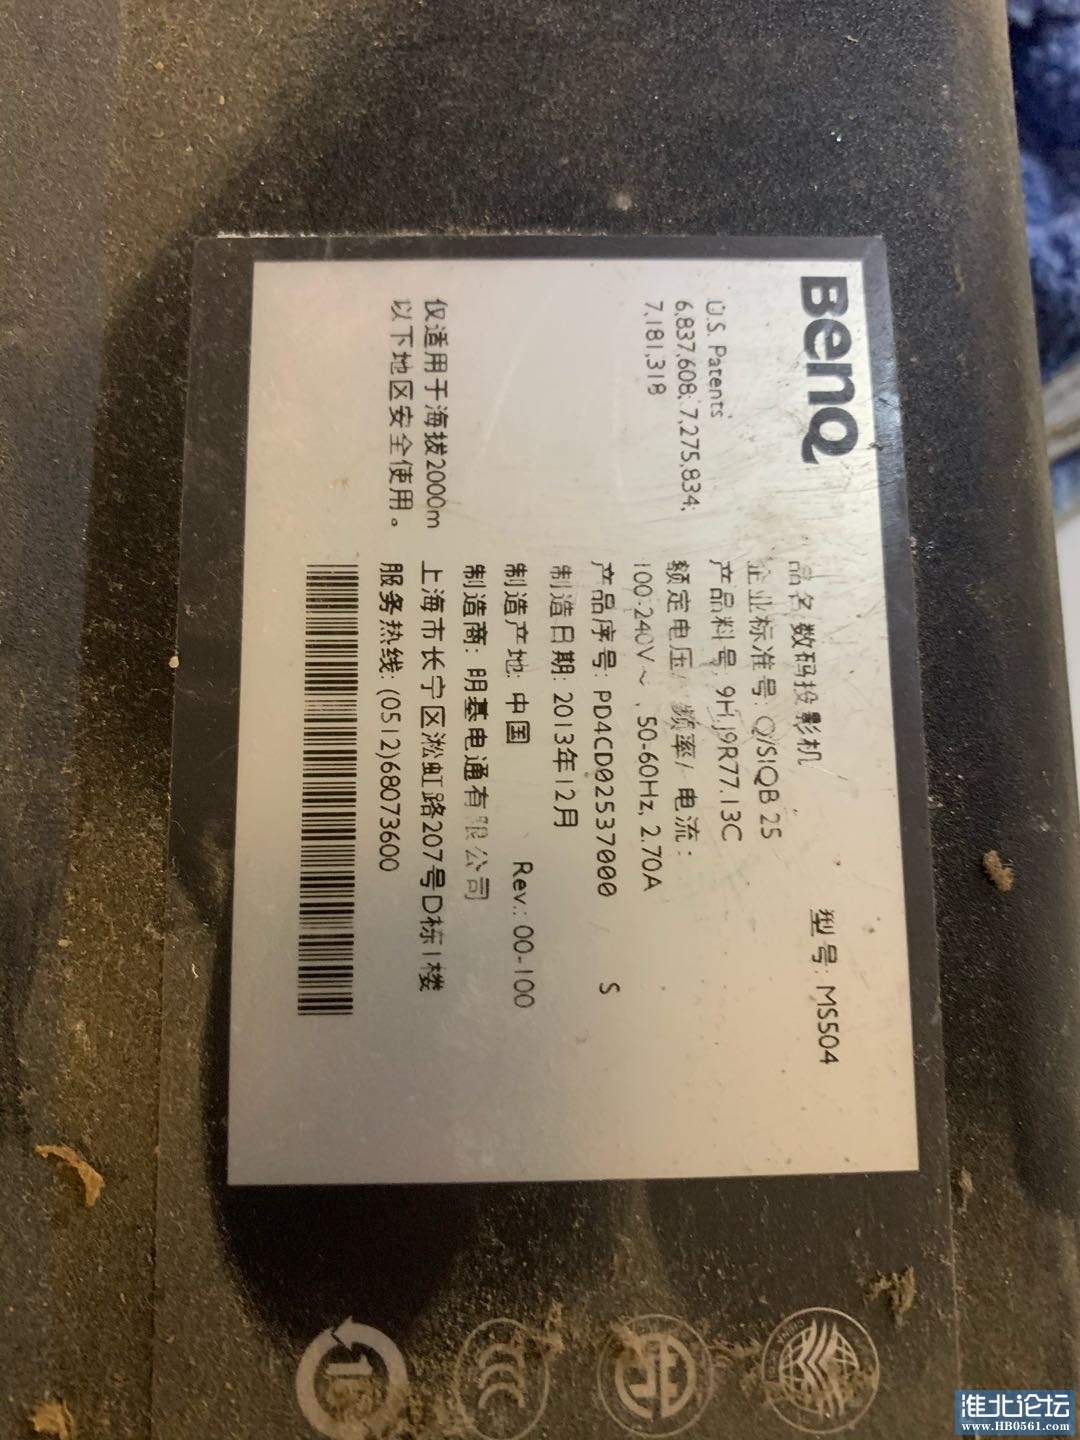 BenQ
品名 数码投影机 型号: MS504
企业标准号: Q/SIQB 25
产品料号: 9H.J9R77.13C
额定电压/ 频率/ 电流:
100-240V~, 50-60Hz, 2.70A
产品序号: PD4CD02537000 S
制造日期: 2013年12月
制造产地: 中国 Rev.: 00-100
制造商: 明基电通有限公司
上海市长宁区淞虹路207号D栋1楼
服务热线: (0512)68073600
U.S. Patents
6,837,608; 7,275,834;
7,181,318
仅适用于海拔2000m
以下地区安全使用。
CHINA
CCC
淮北论坛
www.HB0561.com